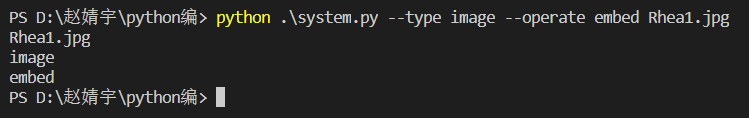 PS D:\赵婧宇\python编> python .\system.py --type image --operate embed Rhea1.jpg
Rhea1.jpg
image
embed
PS D:\赵婧宇\python编>